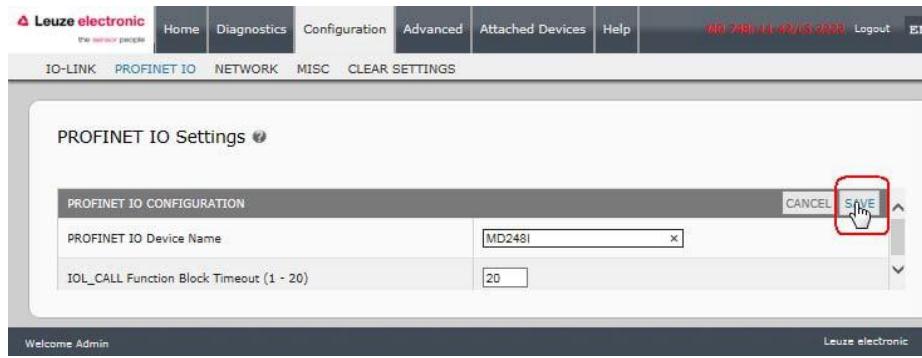 Leuze electronic
the sensor people
Home Diagnostics Configuration Advanced Attached Devices Help Logout
IO-LINK PROFINET IO NETWORK MISC CLEAR SETTINGS
PROFINET IO Settings
PROFINET IO CONFIGURATION CANCEL SAVE
PROFINET IO Device Name MD248I ×
IOL_CALL Function Block Timeout (1 - 20) 20
Welcome Admin Leuze electronic